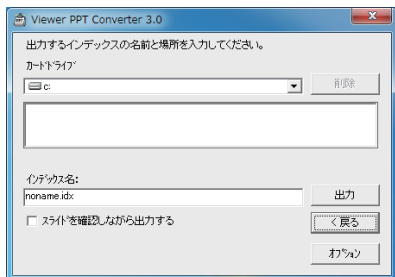 Viewer PPT Converter 3.0
出力するインデックスの名前と場所を入力してください。
ｶｰﾄﾞﾄﾞﾗｲﾌﾞ
c:
削除
ｲﾝﾃﾞｯｸｽ名:
noname.idx
出力
スライドを確認しながら出力する
< 戻る
ｵﾌﾟｼｮﾝ